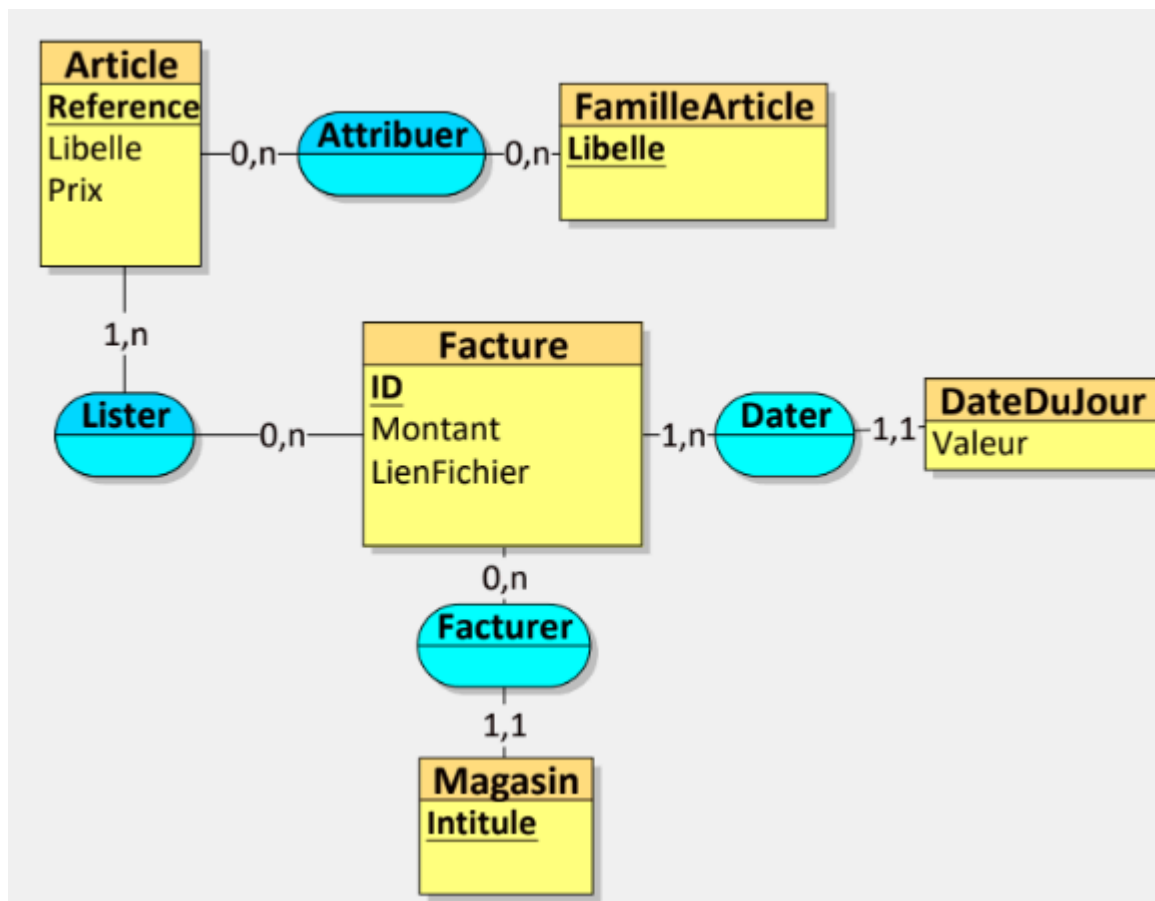 Article
Reference
Libelle
Prix
0,n
Attribuer
0,n
FamilleArticle
Libelle
1,n
Lister
0,n
Facture
ID
Montant
LienFichier
1,n
Dater
1,1
DateDuJour
Valeur
0,n
Facturer
1,1
Magasin
Intitule